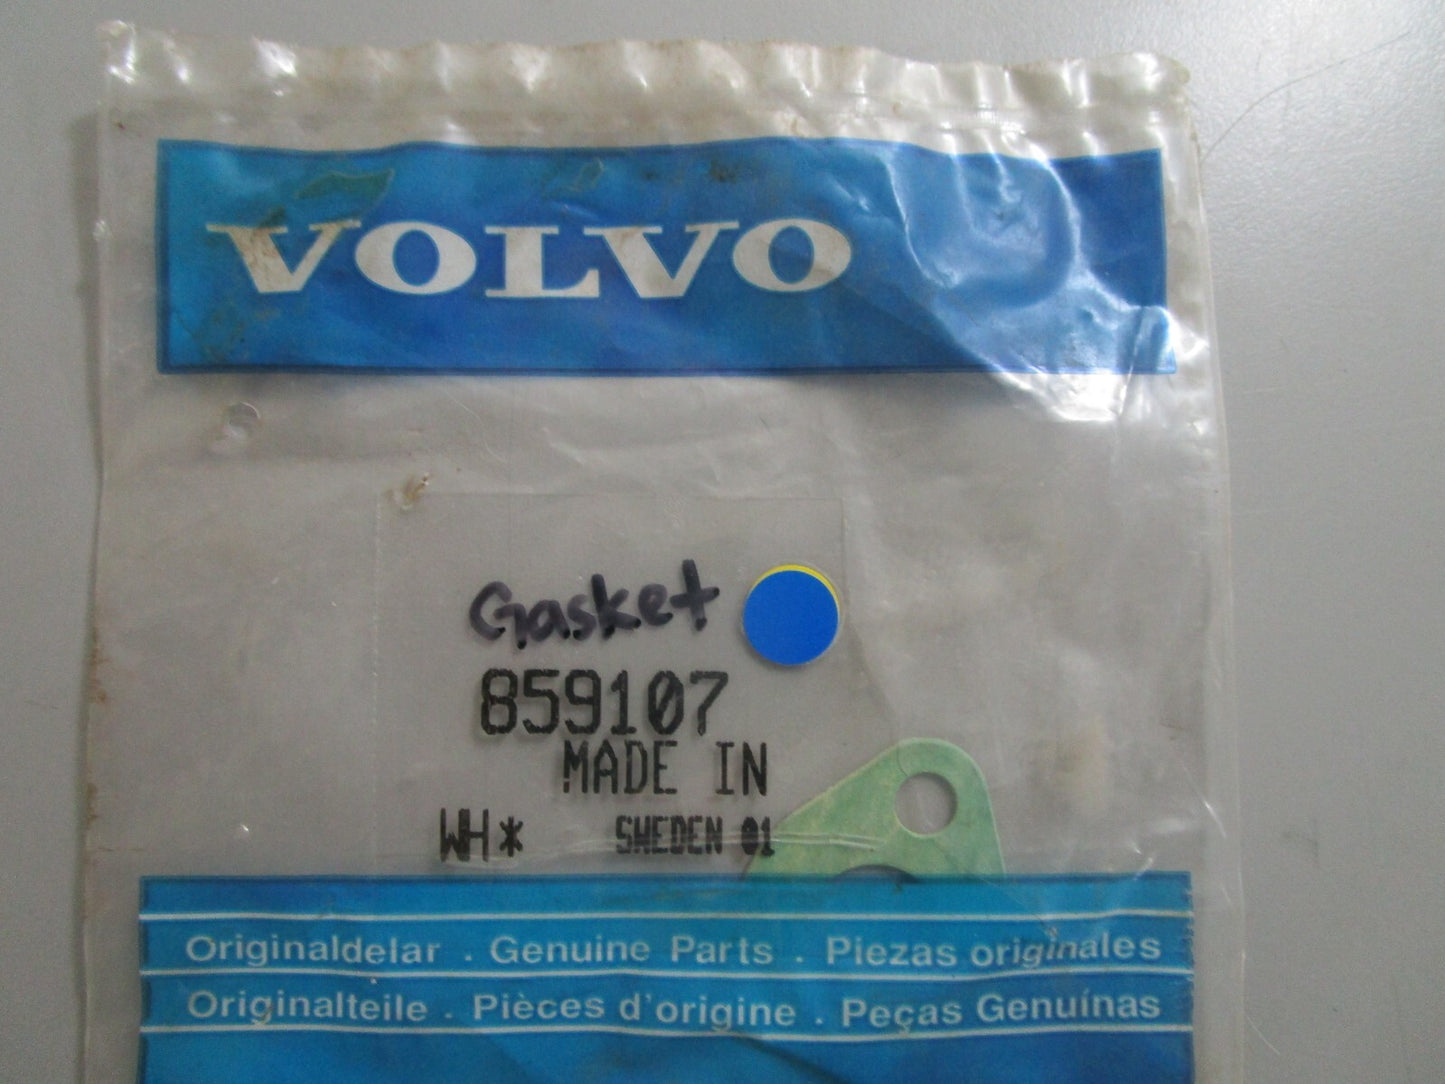 VOLVO
Gasket
859107
MADE IN
WH* SWEDEN 01
Originaldelar . Genuine Parts . Piezas originales
Originalteile . Pièces d'origine . Peças Genuínas